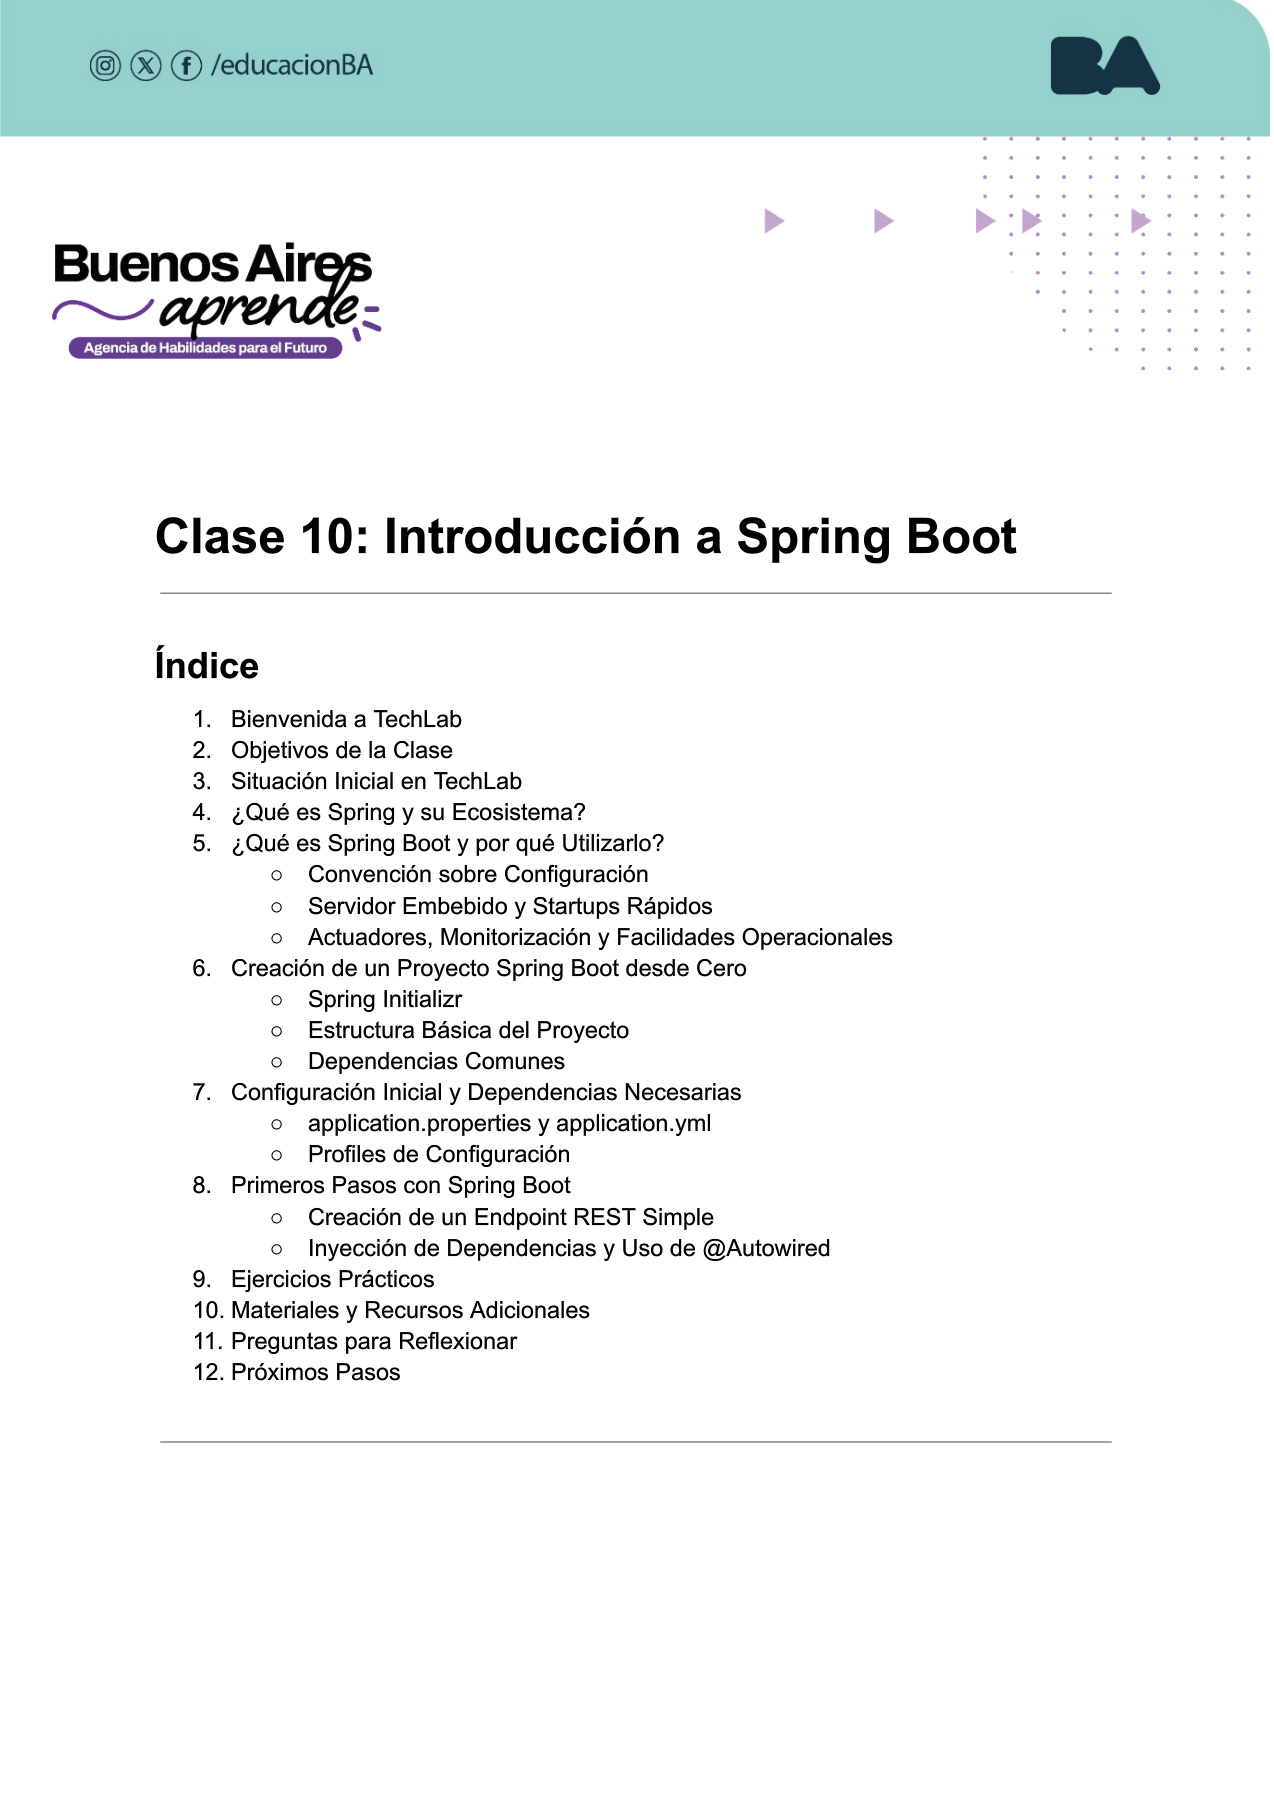 /educacionBA
BA
Buenos Aires
aprende
Agencia de Habilidades para el Futuro
Clase 10: Introducción a Spring Boot
Índice
1. Bienvenida a TechLab
2. Objetivos de la Clase
3. Situación Inicial en TechLab
4. ¿Qué es Spring y su Ecosistema?
5. ¿Qué es Spring Boot y por qué Utilizarlo?
○ Convención sobre Configuración
○ Servidor Embebido y Startups Rápidos
○ Actuadores, Monitorización y Facilidades Operacionales
6. Creación de un Proyecto Spring Boot desde Cero
○ Spring Initializr
○ Estructura Básica del Proyecto
○ Dependencias Comunes
7. Configuración Inicial y Dependencias Necesarias
○ application.properties y application.yml
○ Profiles de Configuración
8. Primeros Pasos con Spring Boot
○ Creación de un Endpoint REST Simple
○ Inyección de Dependencias y Uso de @Autowired
9. Ejercicios Prácticos
10. Materiales y Recursos Adicionales
11. Preguntas para Reflexionar
12. Próximos Pasos